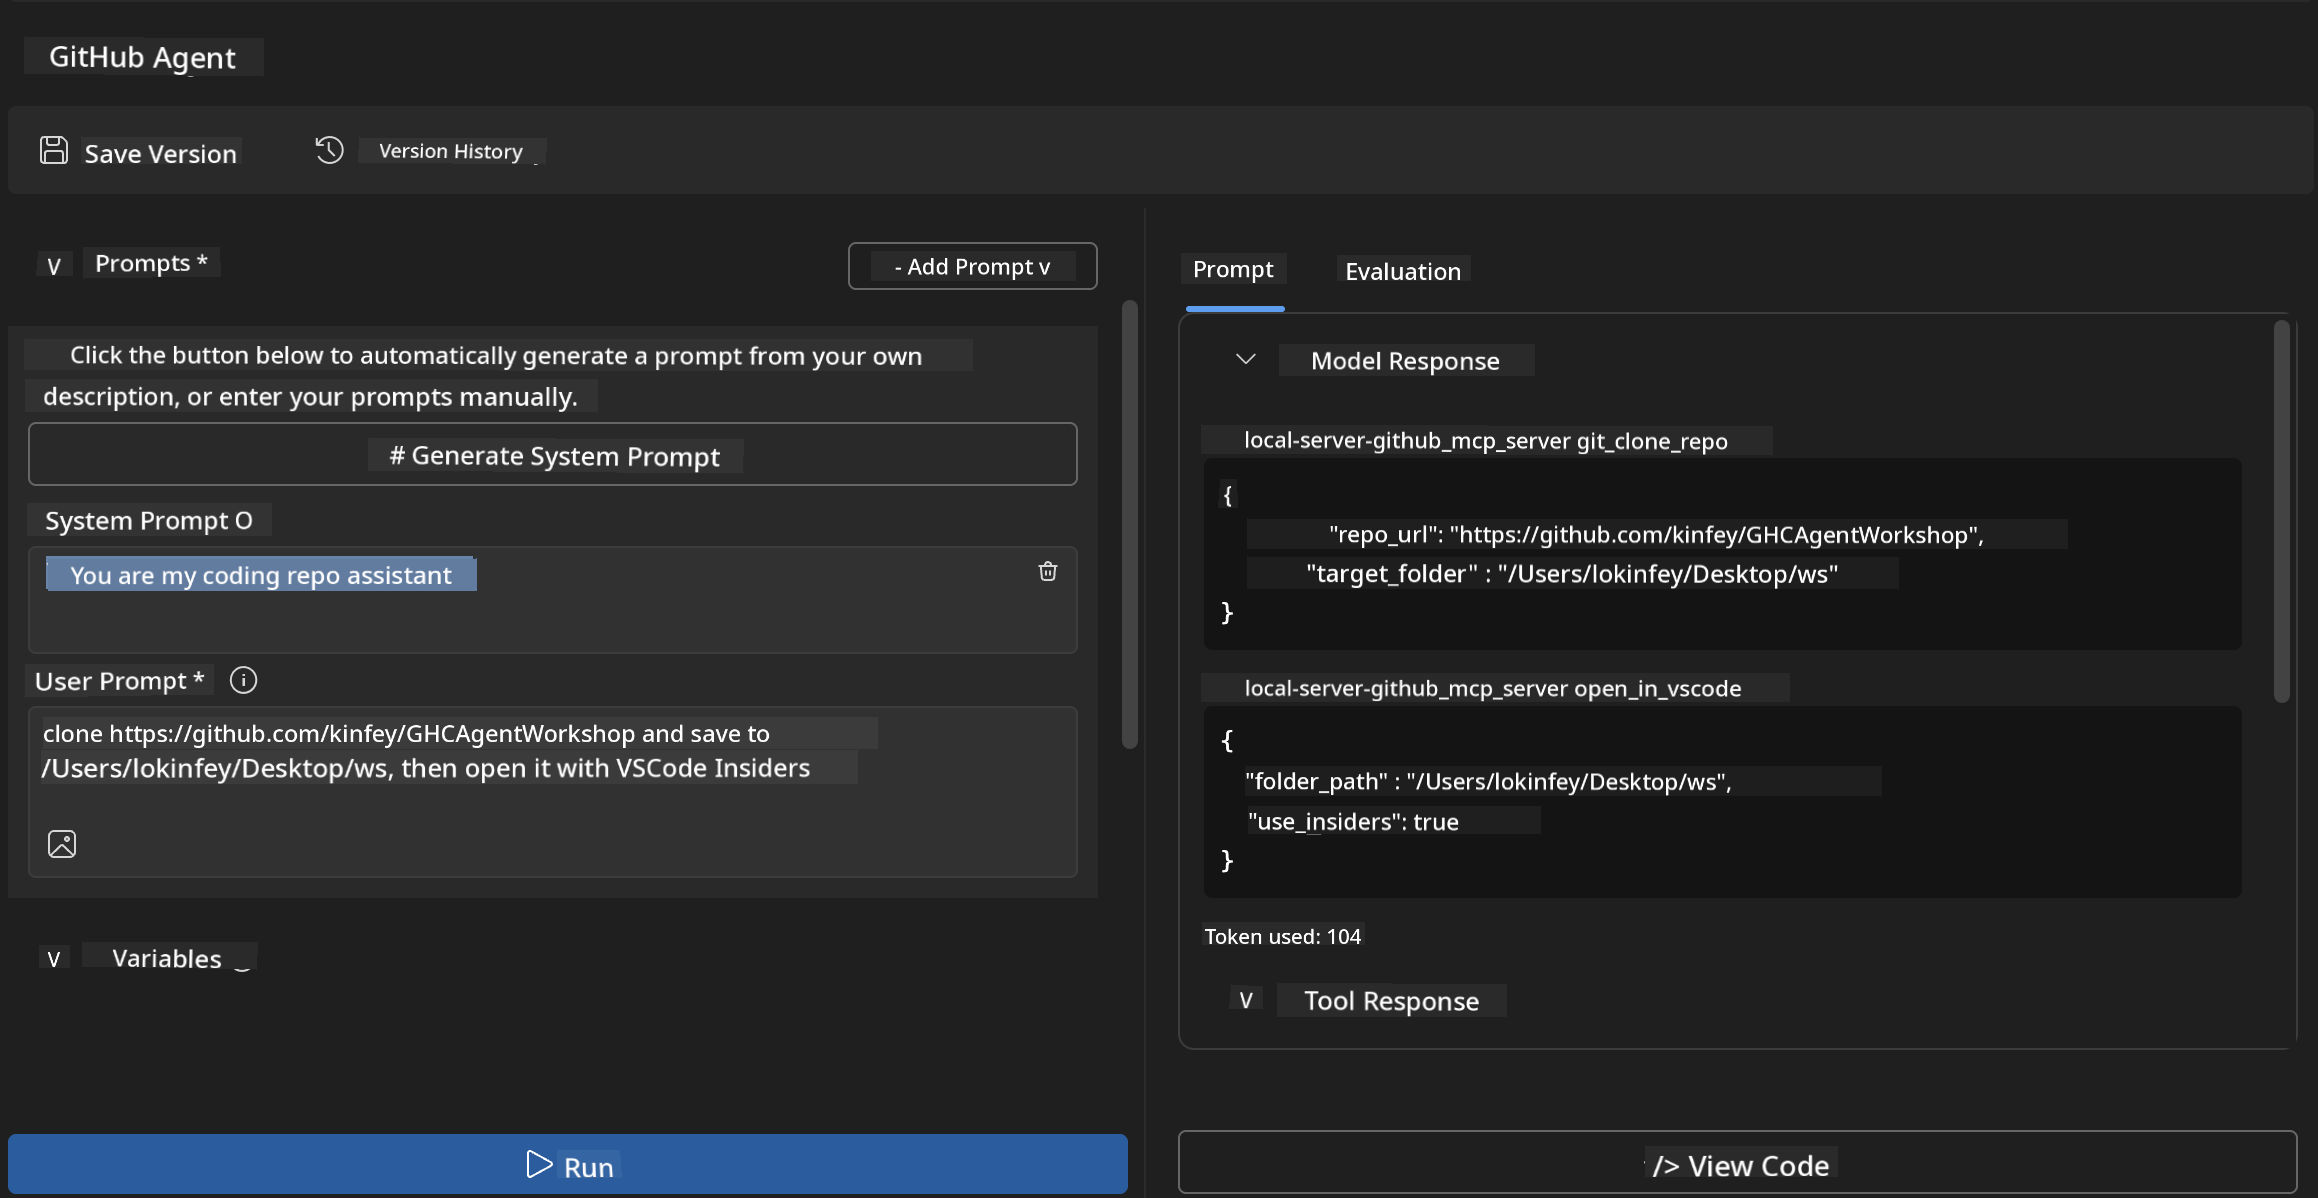 GitHub Agent
Save Version
Version History
v Prompts *
- Add Prompt v
Click the button below to automatically generate a prompt from your own
description, or enter your prompts manually.
# Generate System Prompt
System Prompt O
You are my coding repo assistant
User Prompt *
clone https://github.com/kinfey/GHCAgentWorkshop and save to
/Users/lokinfey/Desktop/ws, then open it with VSCode Insiders
v Variables
Run
Prompt
Evaluation
Model Response
local-server-github_mcp_server git_clone_repo
{
"repo_url": "https://github.com/kinfey/GHCAgentWorkshop",
"target_folder" : "/Users/lokinfey/Desktop/ws"
}
local-server-github_mcp_server open_in_vscode
{
"folder_path" : "/Users/lokinfey/Desktop/ws",
"use_insiders": true
}
Token used: 104
v Tool Response
/> View Code